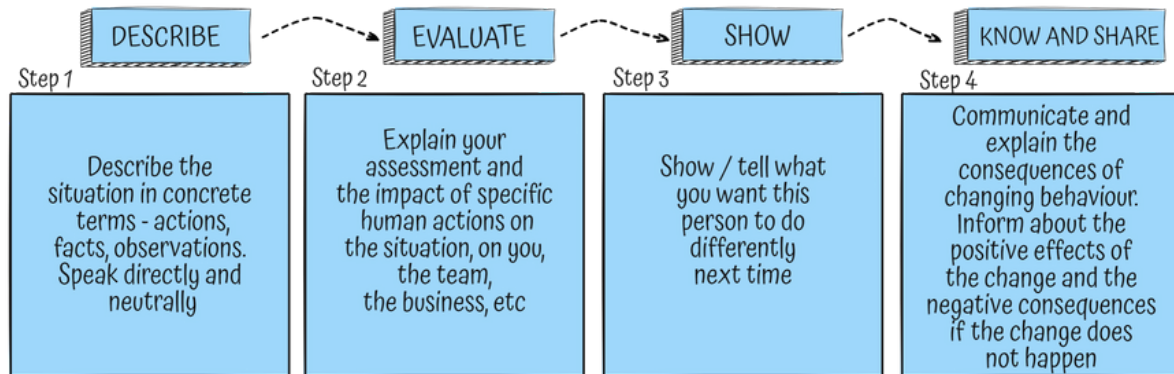 DESCRIBE
EVALUATE
SHOW
KNOW AND SHARE
Step 1
Describe the
situation in concrete
terms - actions,
facts, observations.
Speak directly and
neutrally
Step 2
Explain your
assessment and
the impact of specific
human actions on
the situation, on you,
the team,
the business, etc
Step 3
Show / tell what
you want this
person to do
differently
next time
Step 4
Communicate and
explain the
consequences of
changing behaviour.
Inform about the
positive effects of
the change and the
negative consequences
if the change does
not happen